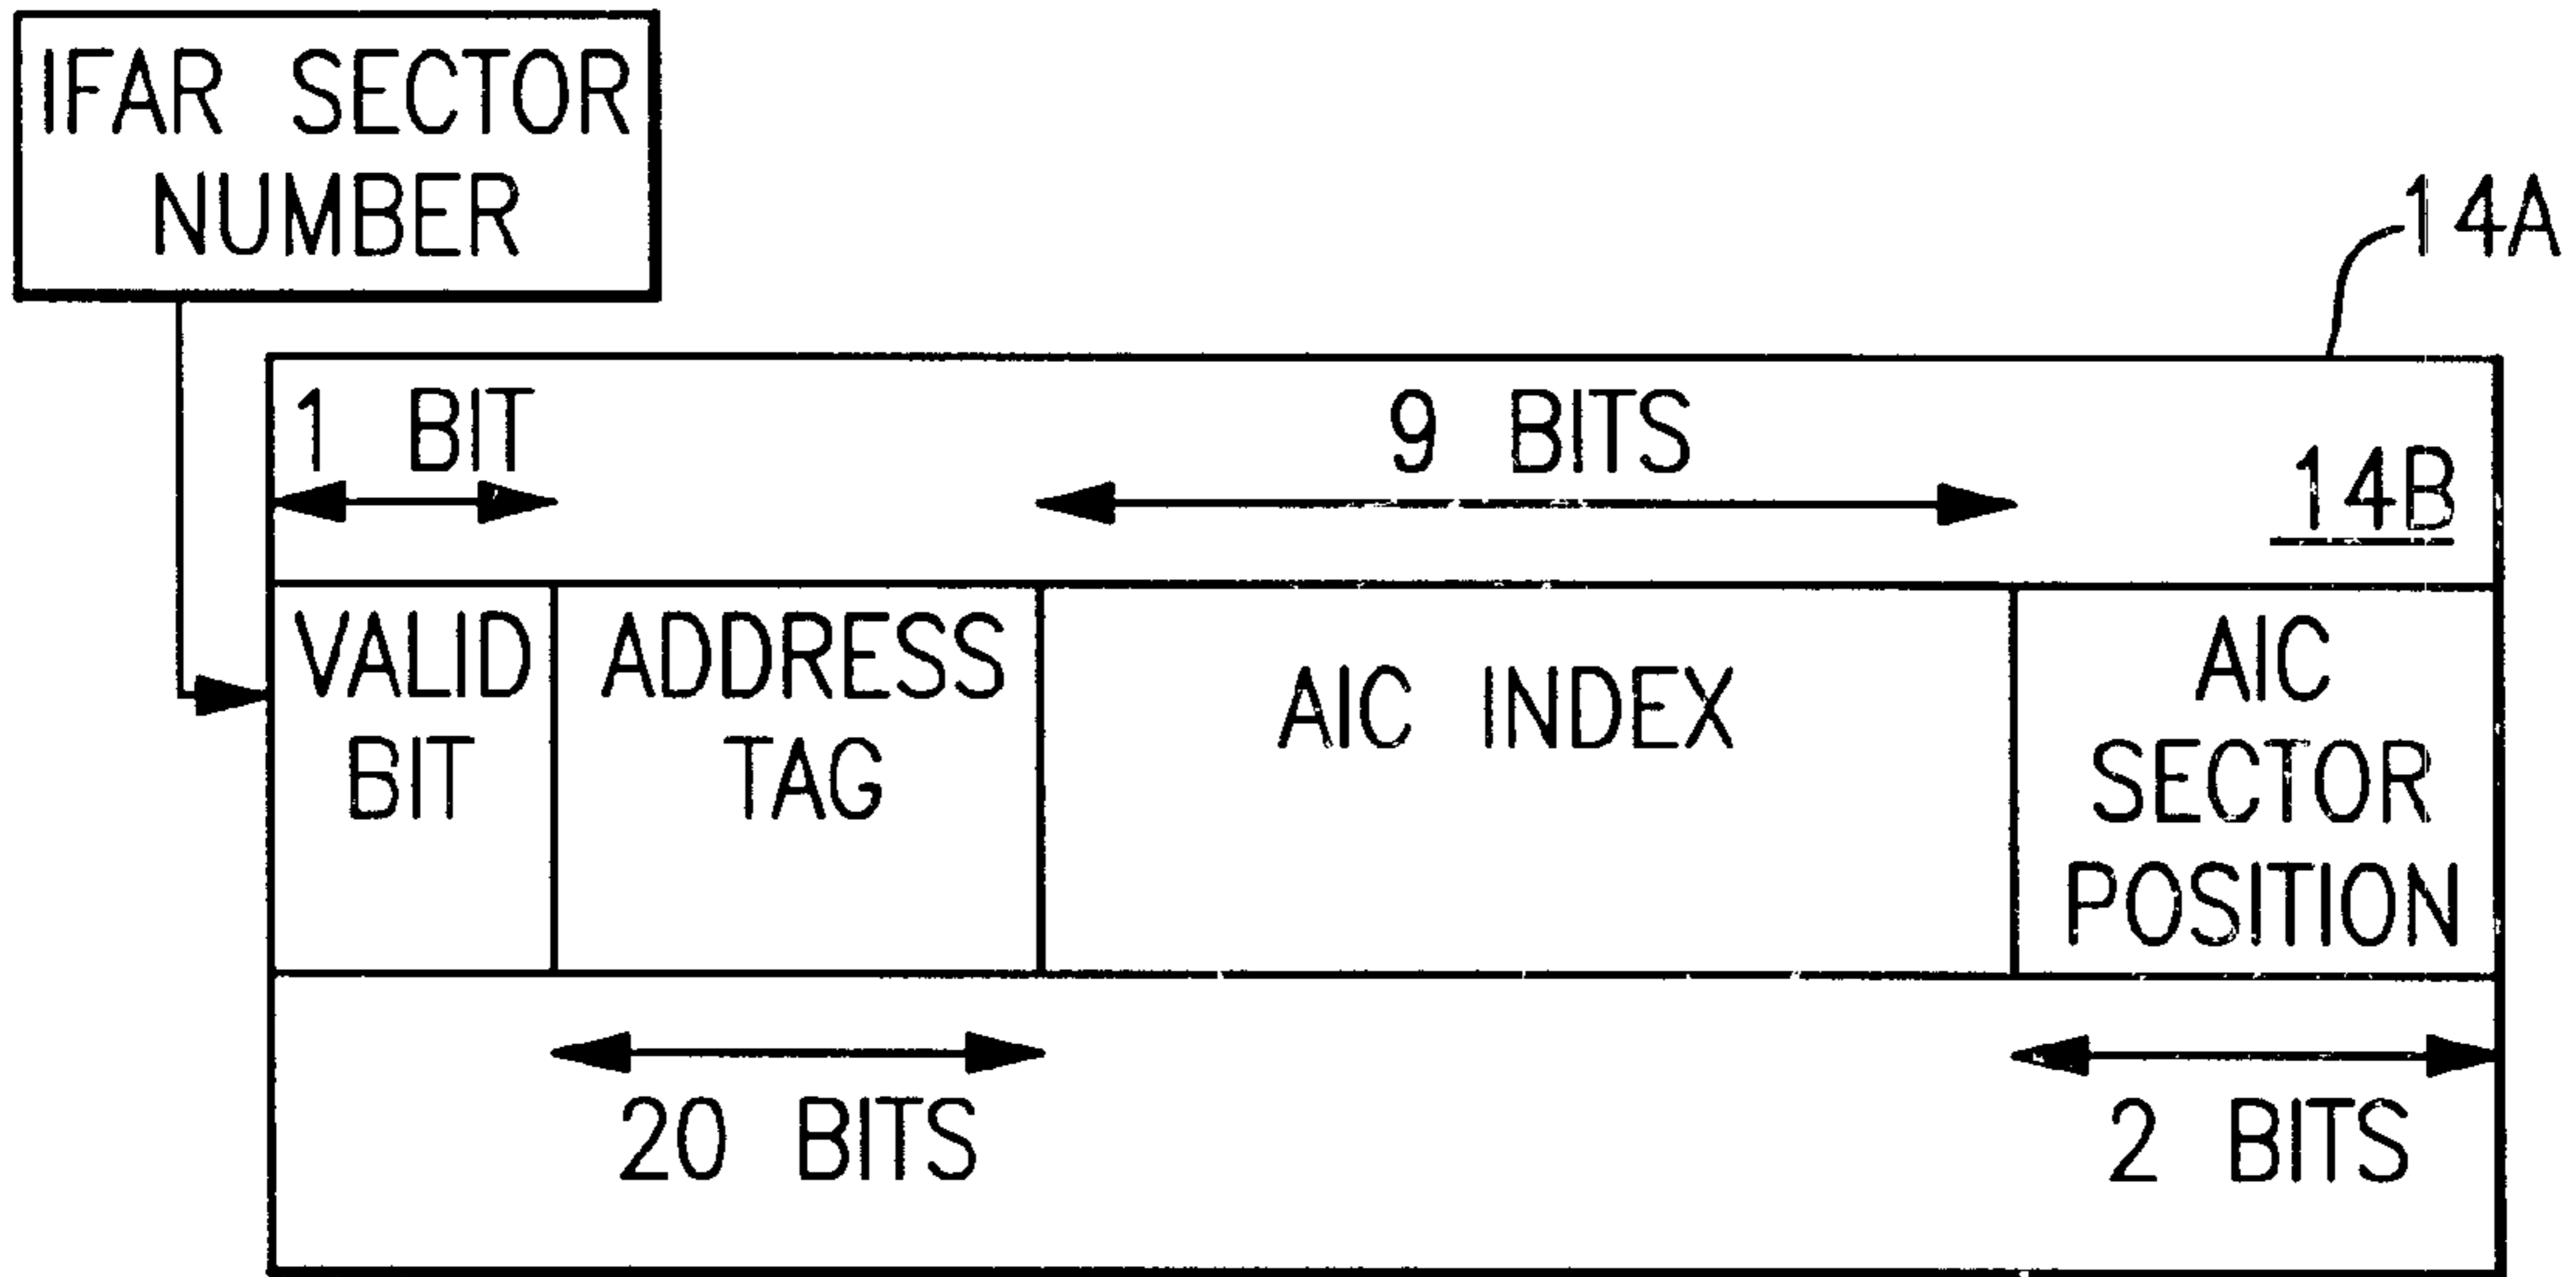 IFAR SECTOR
NUMBER
14A
1 BIT
9 BITS
14B
VALID
BIT
ADDRESS
TAG
AIC INDEX
AIC
SECTOR
POSITION
20 BITS
2 BITS